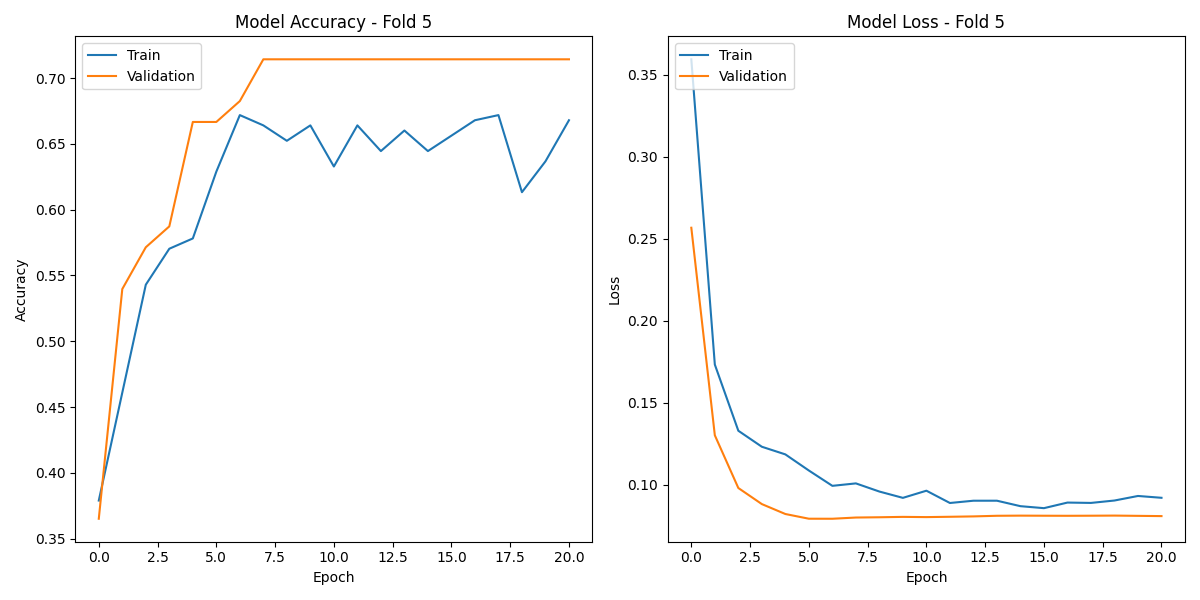 Model Accuracy - Fold 5
Train
Validation
0.70
0.65
0.60
0.55
0.50
0.45
0.40
0.35
Accuracy
0.0 2.5 5.0 7.5 10.0 12.5 15.0 17.5 20.0
Epoch
Model Loss - Fold 5
Train
Validation
0.35
0.30
0.25
0.20
0.15
0.10
Loss
0.0 2.5 5.0 7.5 10.0 12.5 15.0 17.5 20.0
Epoch